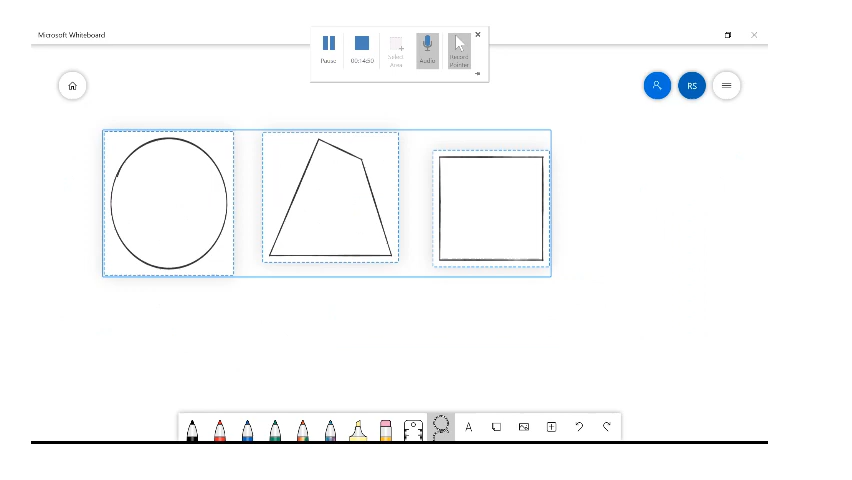 Microsoft Whiteboard
Pause
00:14:50
Select Area
Audio
Record Pointer
RS
A